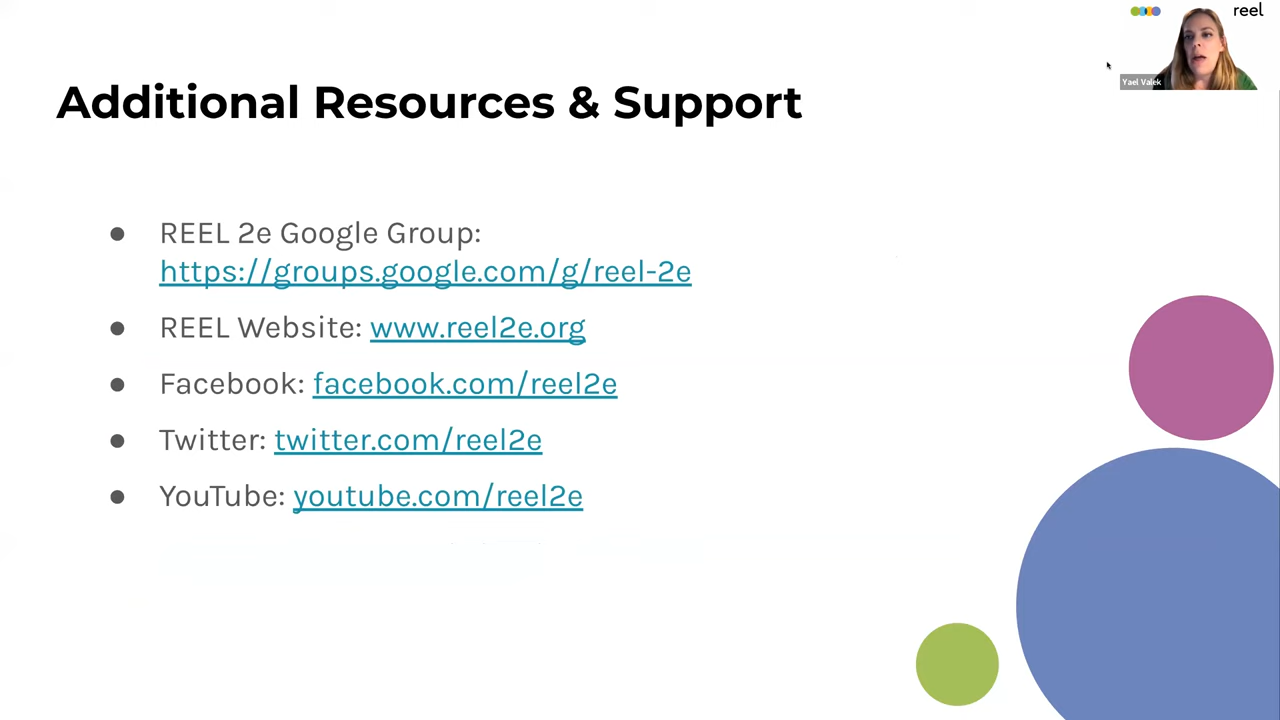 reel
Yael Valek
Additional Resources & Support
● REEL 2e Google Group:
https://groups.google.com/g/reel-2e
● REEL Website: www.reel2e.org
● Facebook: facebook.com/reel2e
● Twitter: twitter.com/reel2e
● YouTube: youtube.com/reel2e